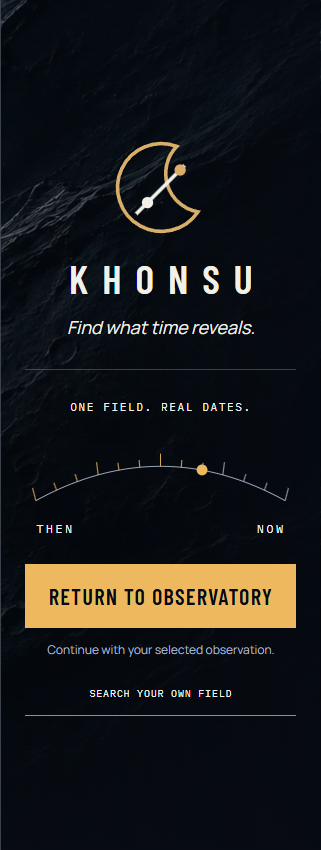 KHONSU
Find what time reveals.
ONE FIELD. REAL DATES.
THEN NOW
RETURN TO OBSERVATORY
Continue with your selected observation.
SEARCH YOUR OWN FIELD